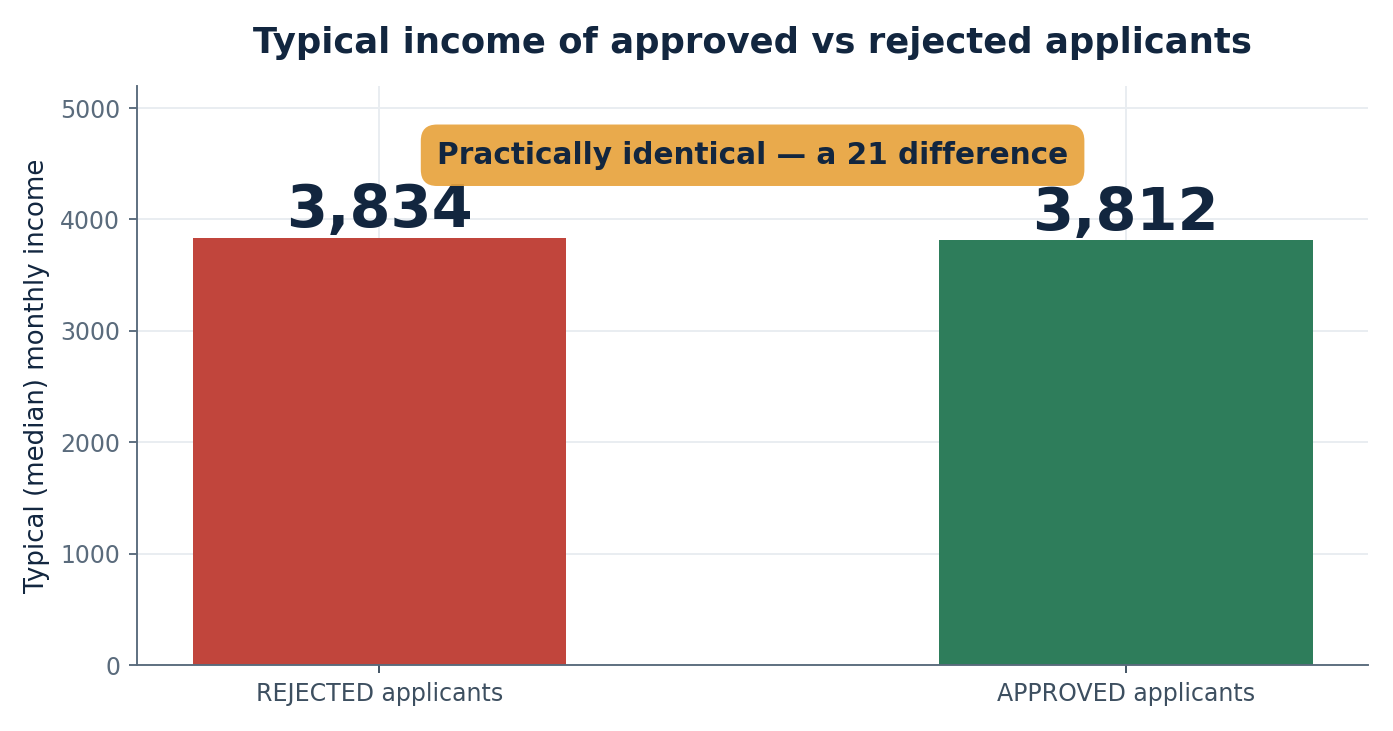 Typical income of approved vs rejected applicants
Typical (median) monthly income
5000
4000
3000
2000
1000
0
Practically identical — a 21 difference
3,834
3,812
REJECTED applicants
APPROVED applicants